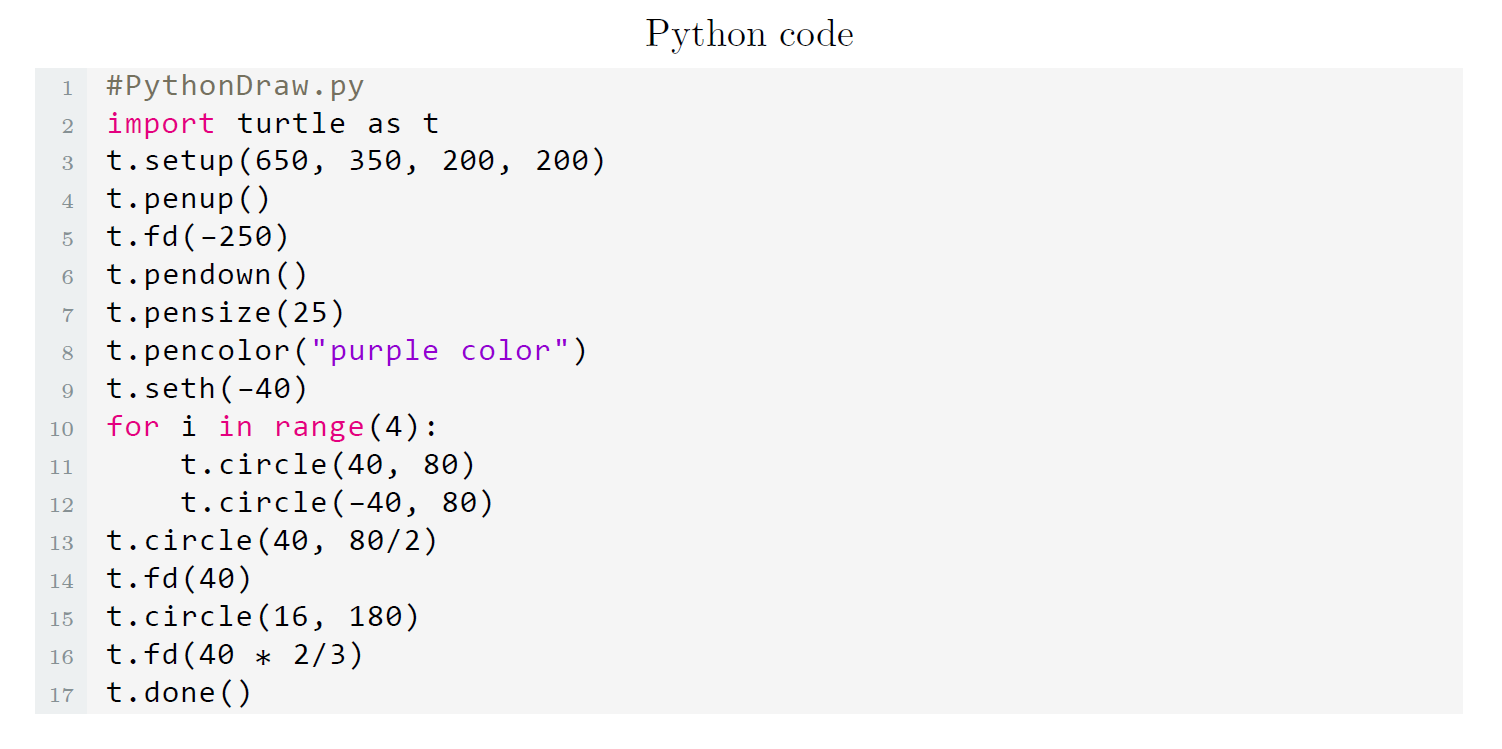 Python code
1 #PythonDraw.py
2 import turtle as t
3 t.setup(650, 350, 200, 200)
4 t.penup()
5 t.fd(-250)
6 t.pendown()
7 t.pensize(25)
8 t.pencolor("purple color")
9 t.seth(-40)
10 for i in range(4):
11     t.circle(40, 80)
12     t.circle(-40, 80)
13 t.circle(40, 80/2)
14 t.fd(40)
15 t.circle(16, 180)
16 t.fd(40 * 2/3)
17 t.done()